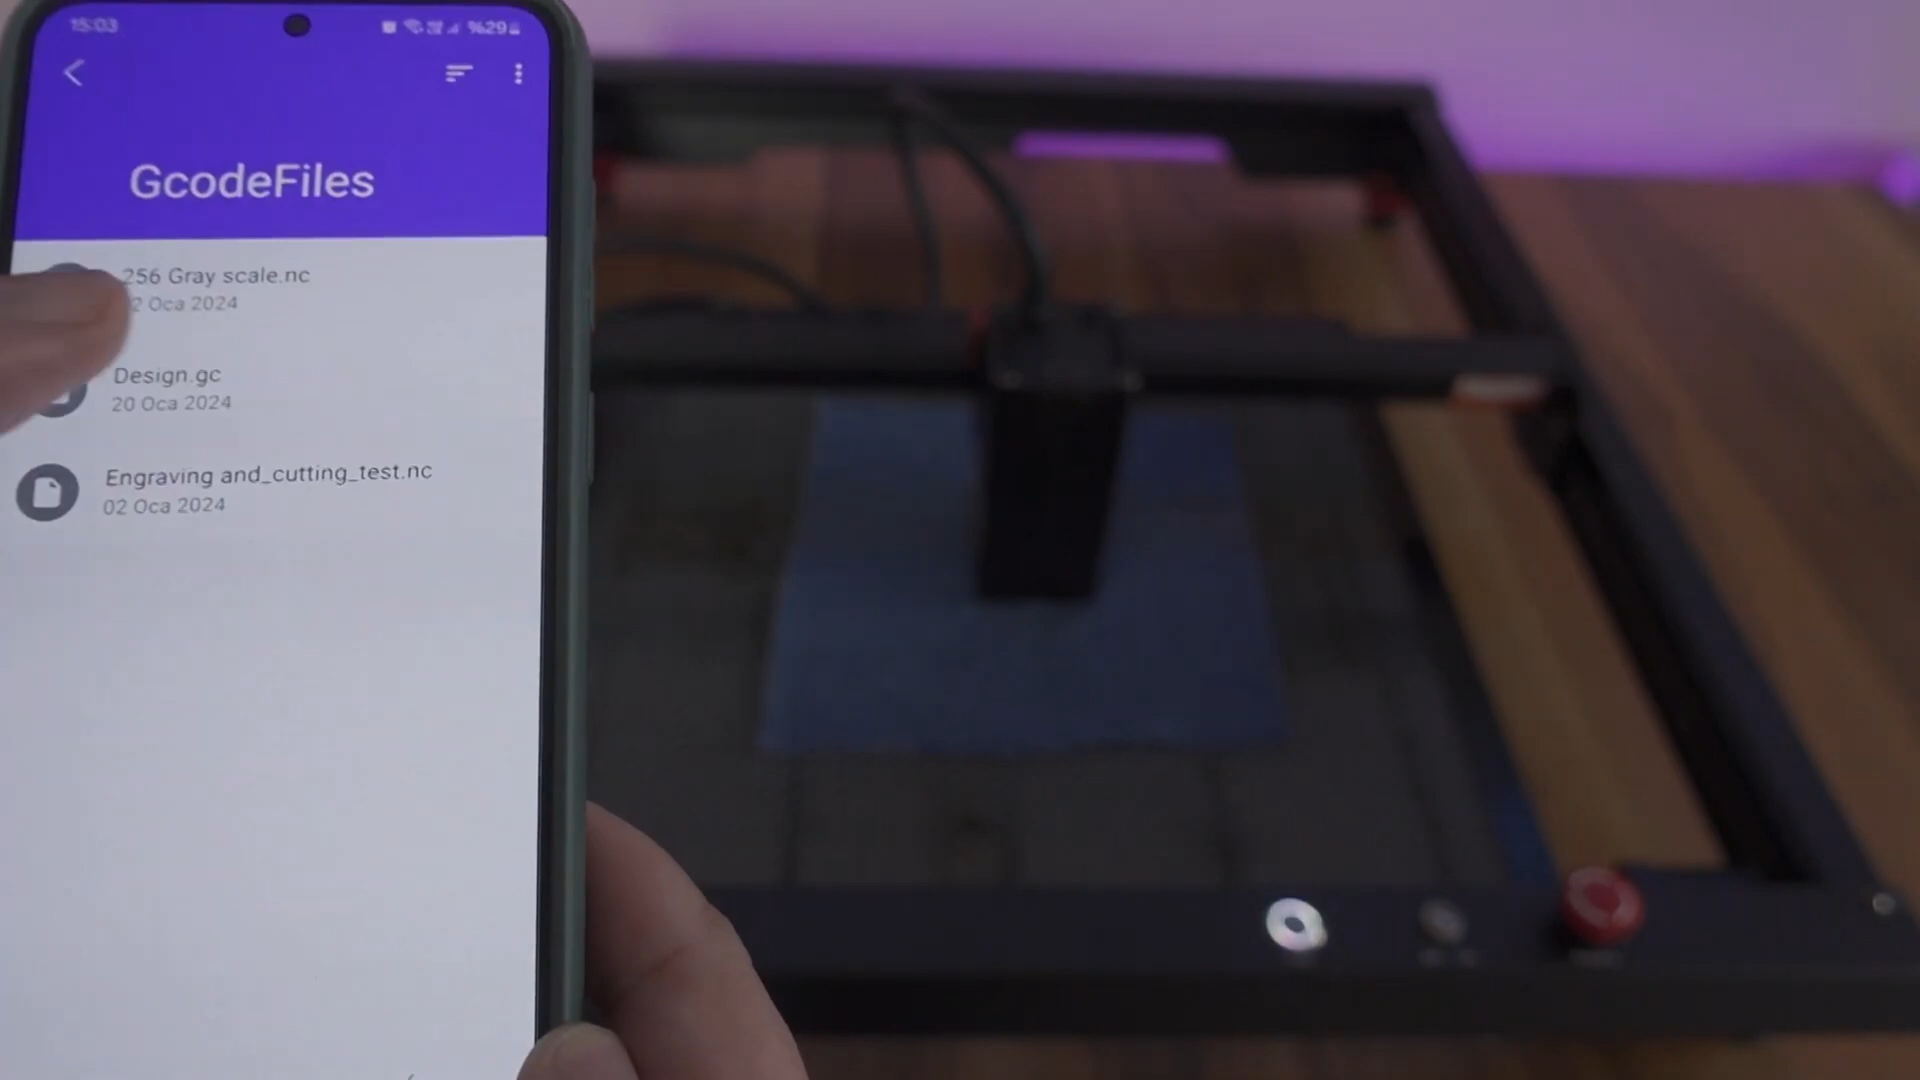 15:03
%29
GcodeFiles
256 Gray scale.nc
2 Oca 2024
Design.gc
20 Oca 2024
Engraving and_cutting_test.nc
02 Oca 2024